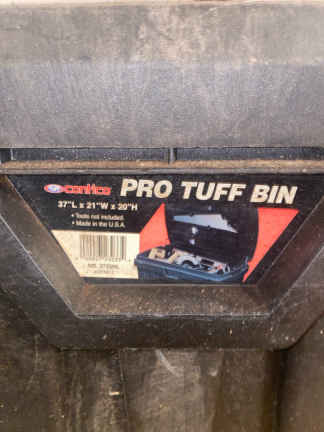 contico PRO TUFF BIN
37"L x 21"W x 20"H
• Tools not included.
• Made in the U.S.A.